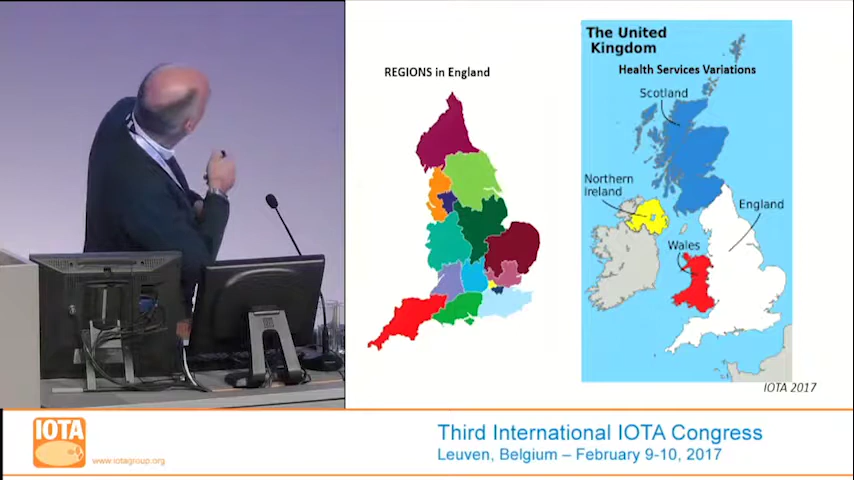 REGIONS in England
The United
Kingdom
Health Services Variations
Scotland
Northern
Ireland
England
Wales
IOTA 2017
IOTA
www.iotagroup.org
Third International IOTA Congress
Leuven, Belgium – February 9-10, 2017